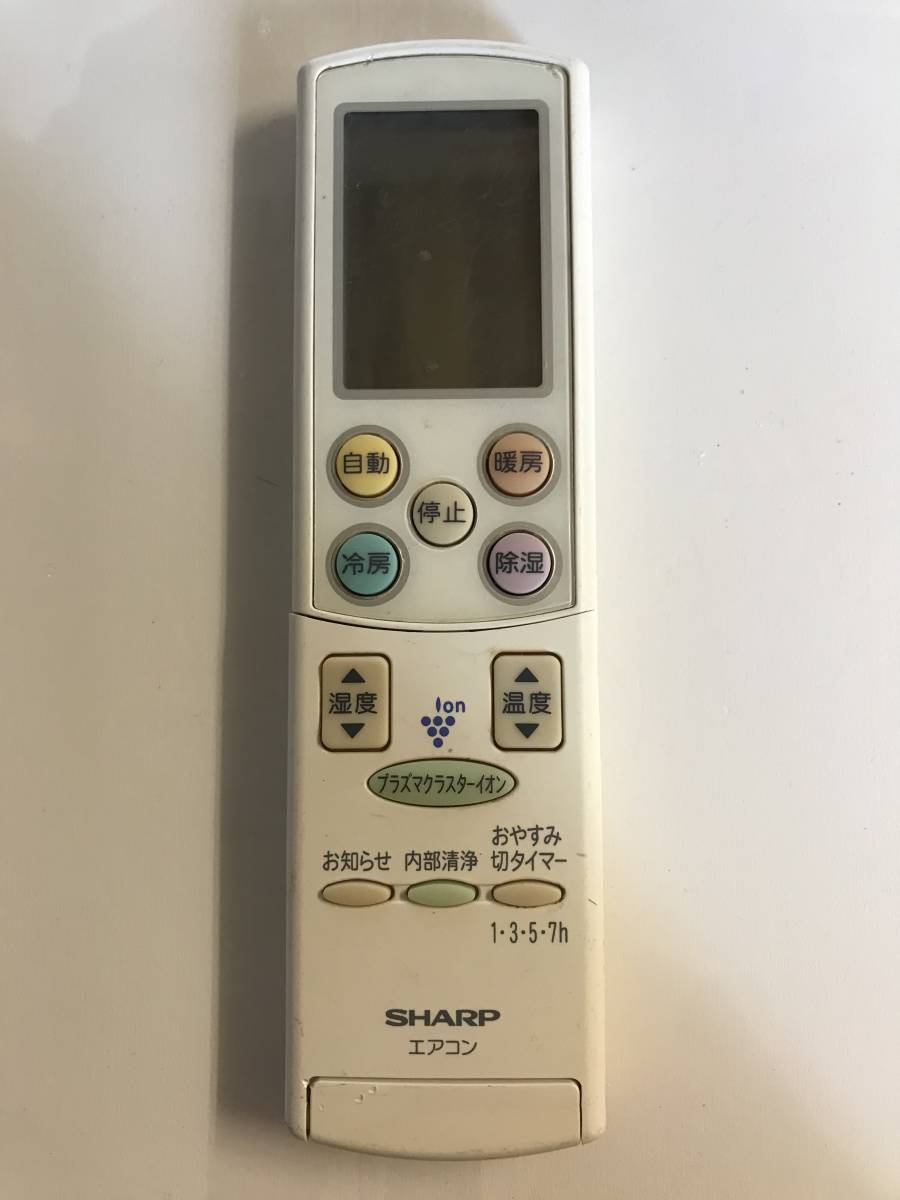 自動
暖房
停止
冷房
除湿
湿度
Ion
温度
プラズマクラスターイオン
お知らせ
内部清浄
おやすみ
切タイマー
1・3・5・7h
SHARP
エアコン